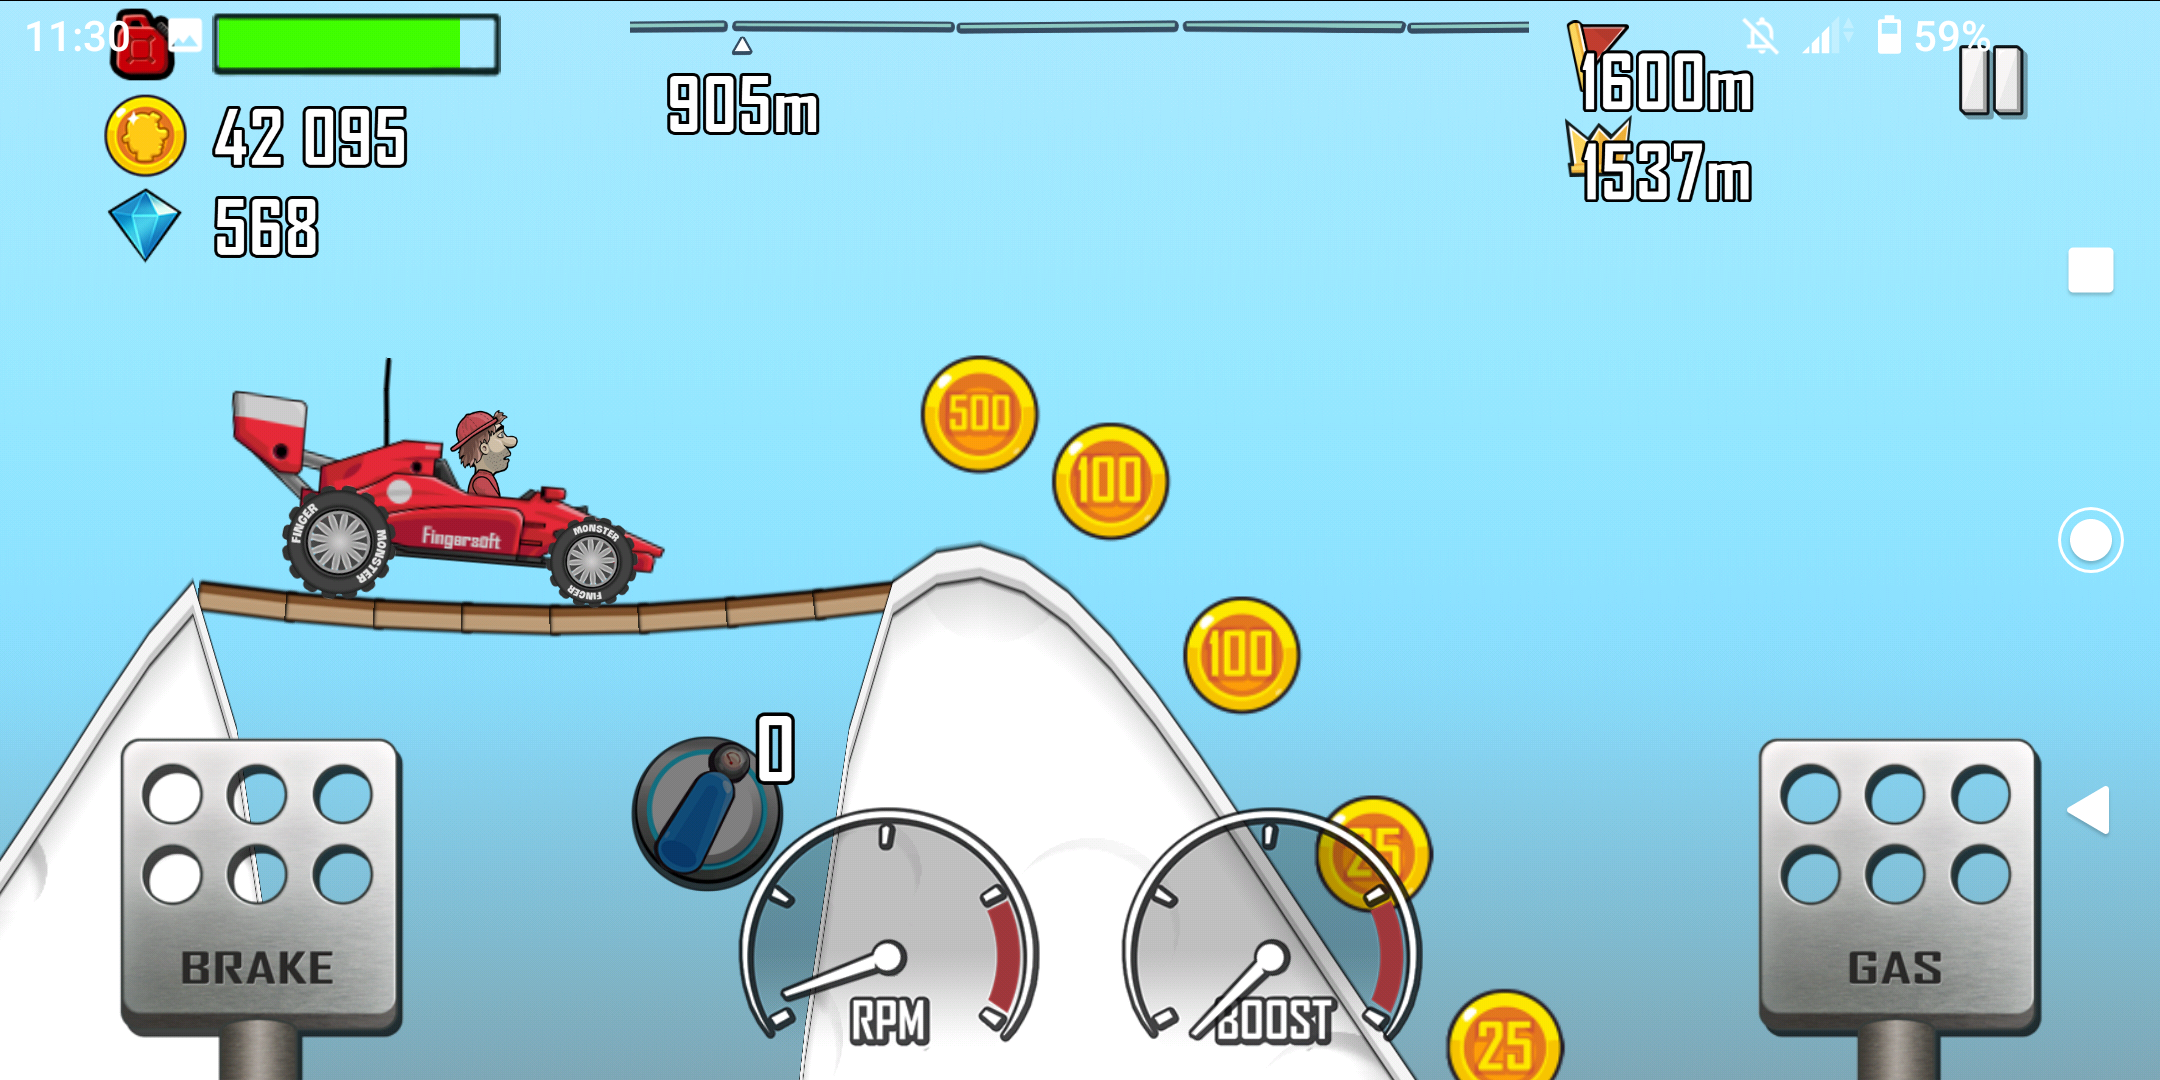 11:30
59%
905m
1600m
42 095
1537m
568
500
100
Fingersoft
FINGER
MONSTER
MONSTER
FINGER
100
0
25
BRAKE
GAS
RPM
BOOST
25